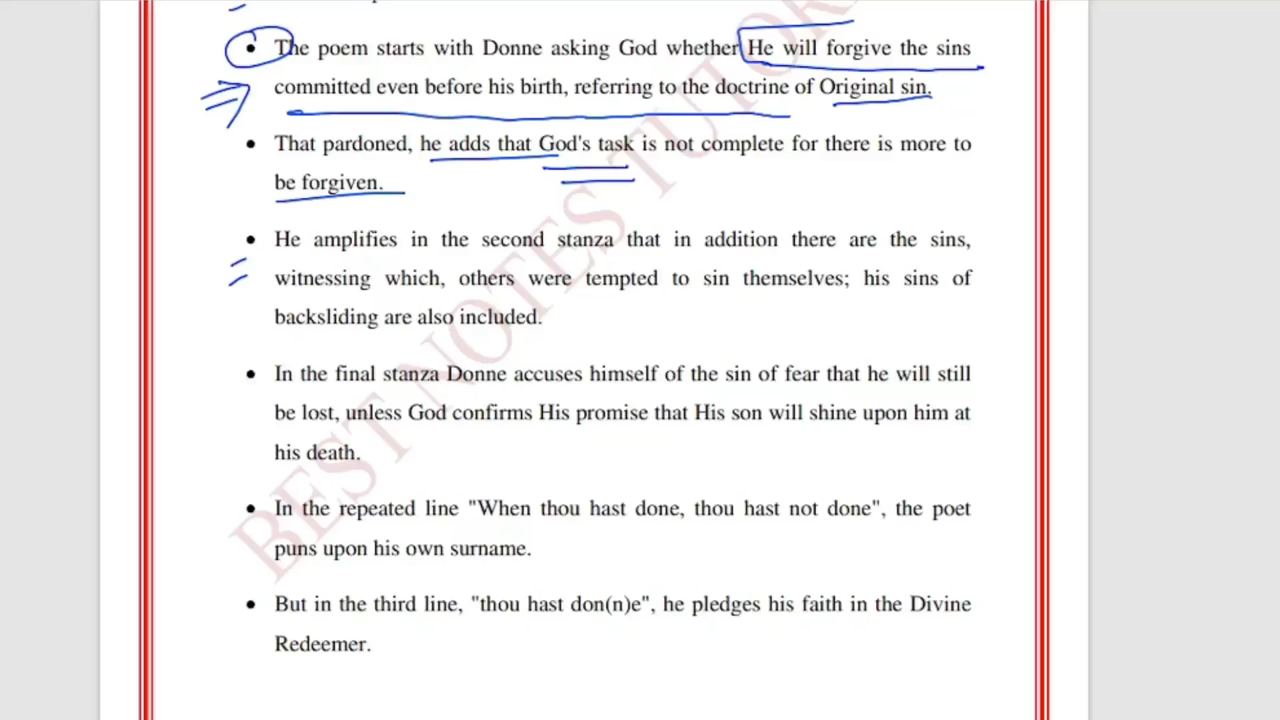 • The poem starts with Donne asking God whether He will forgive the sins
committed even before his birth, referring to the doctrine of Original sin.
• That pardoned, he adds that God's task is not complete for there is more to
be forgiven.
• He amplifies in the second stanza that in addition there are the sins,
witnessing which, others were tempted to sin themselves; his sins of
backsliding are also included.
• In the final stanza Donne accuses himself of the sin of fear that he will still
be lost, unless God confirms His promise that His son will shine upon him at
his death.
• In the repeated line "When thou hast done, thou hast not done", the poet
puns upon his own surname.
• But in the third line, "thou hast don(n)e", he pledges his faith in the Divine
Redeemer.
BEST NOTES TUTOR